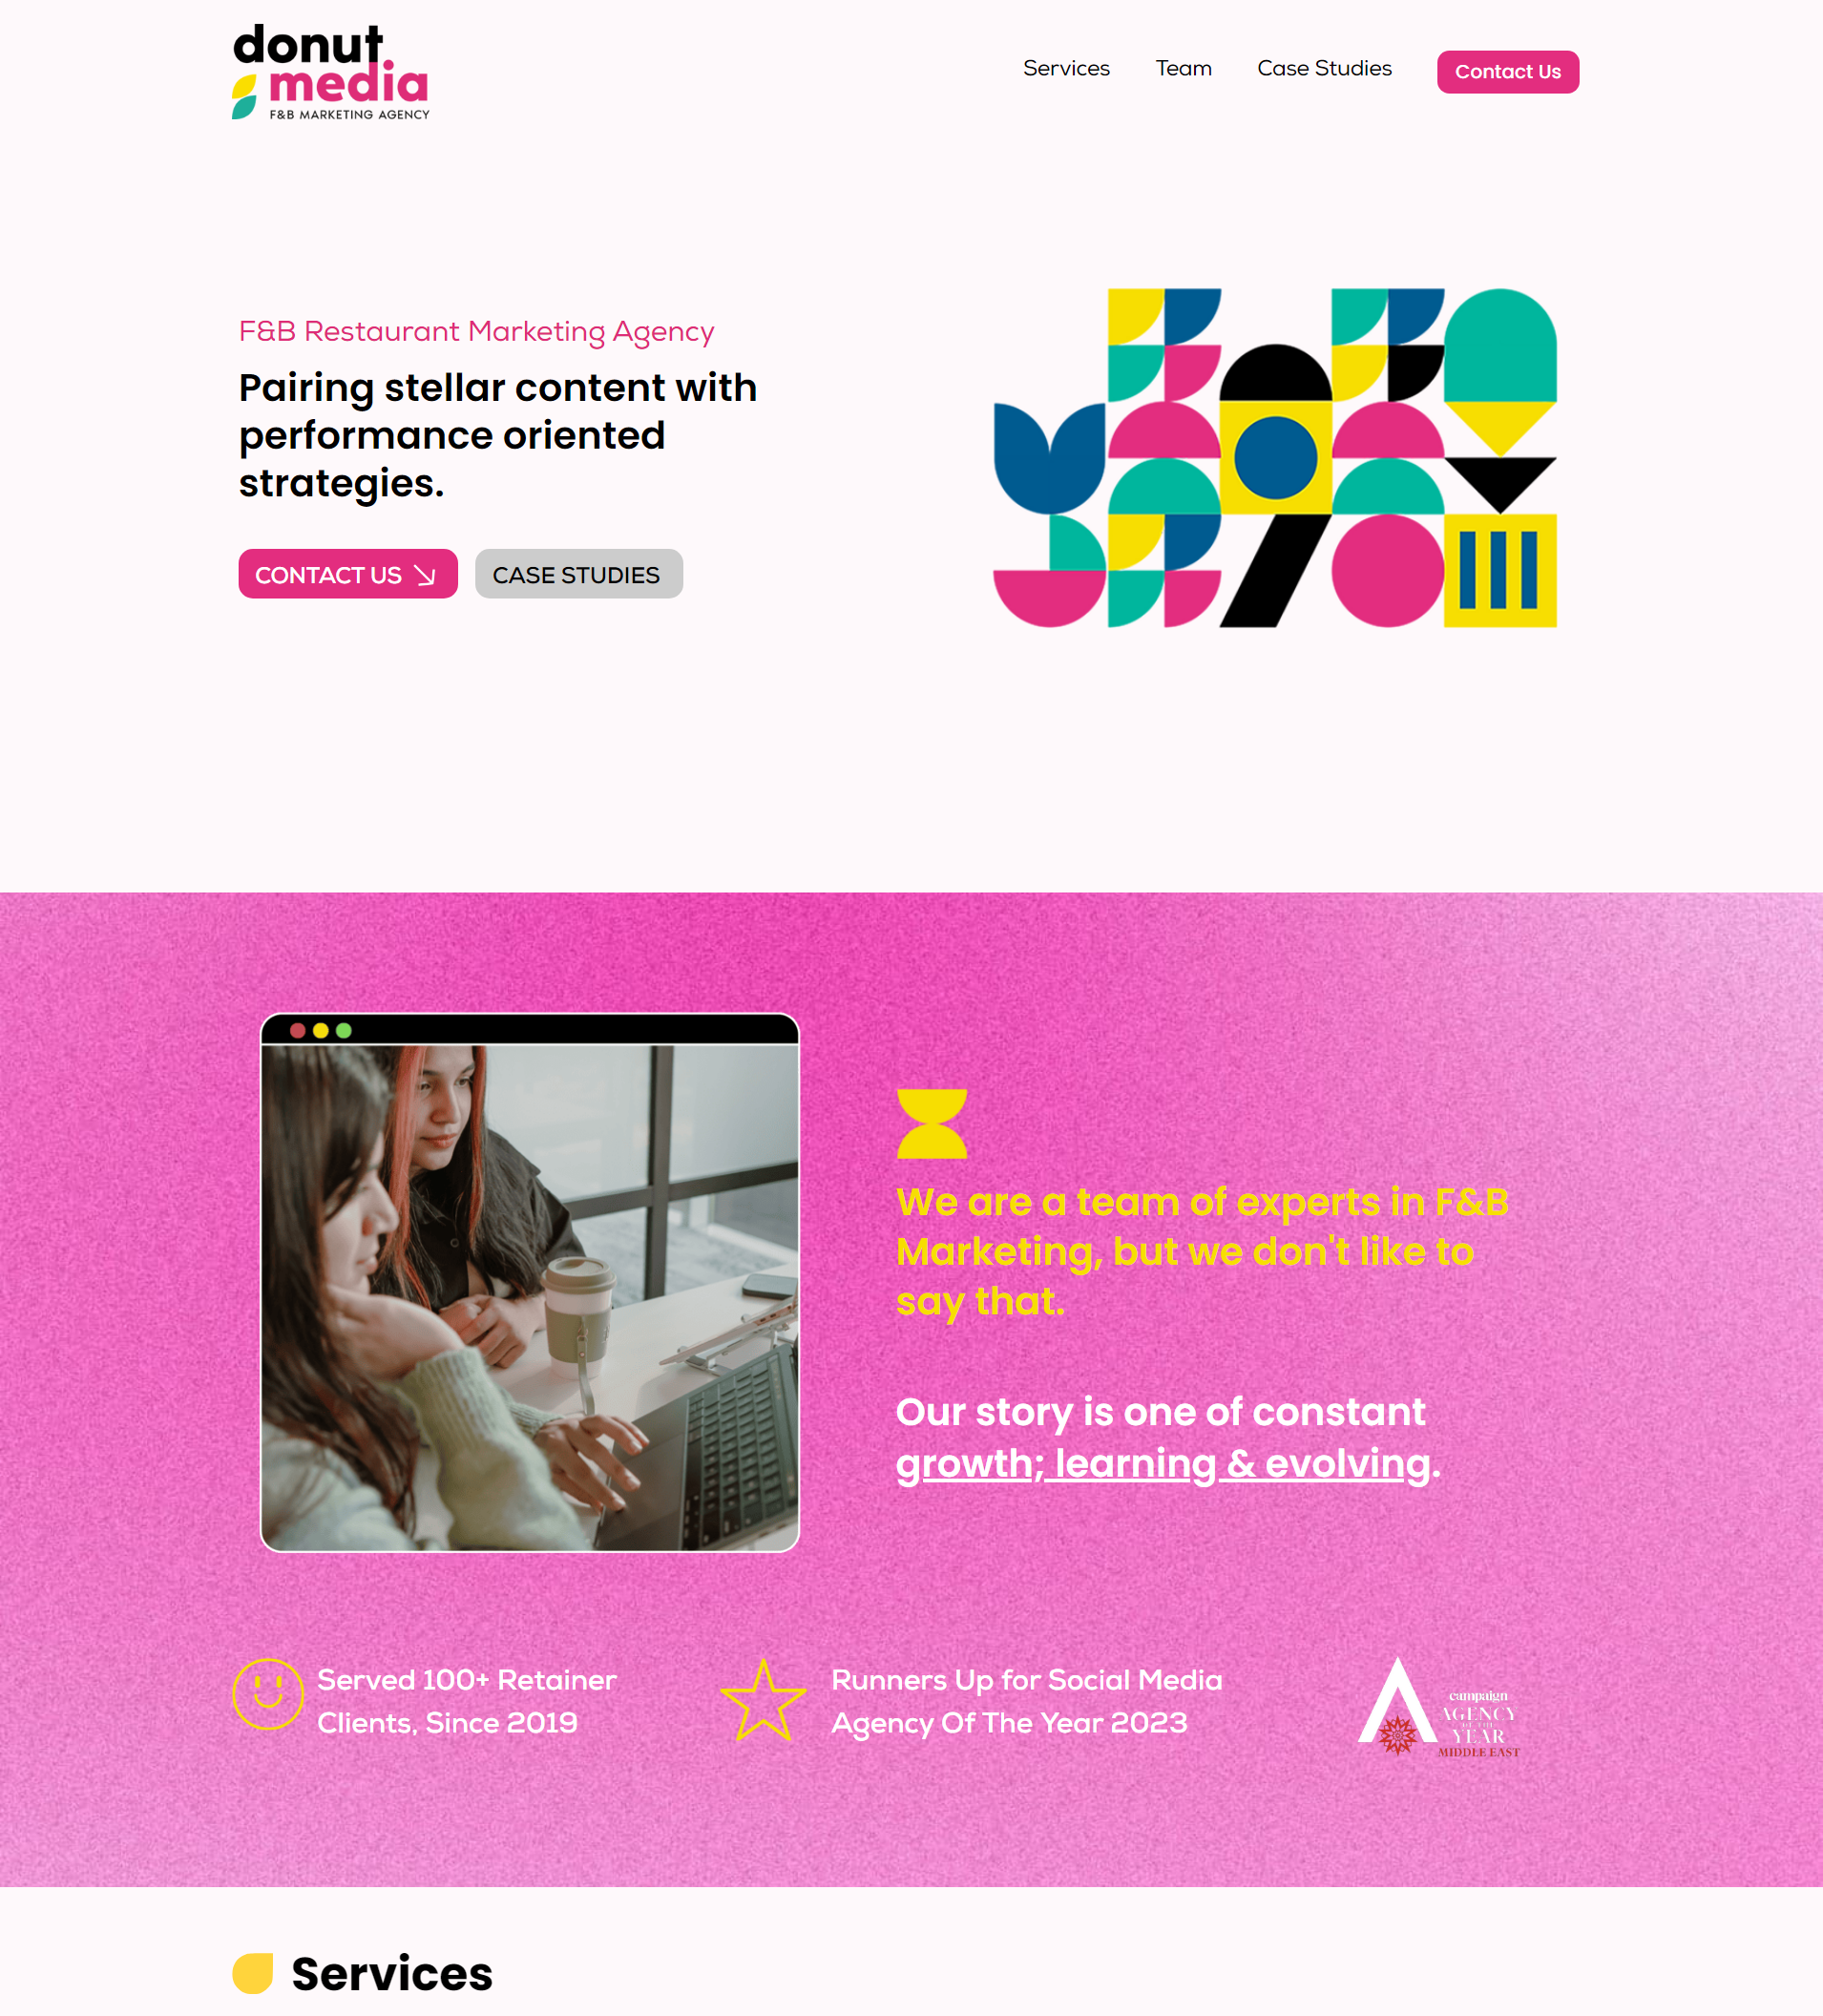 donut
media
F&B MARKETING AGENCY
Services Team Case Studies Contact Us
F&B Restaurant Marketing Agency
Pairing stellar content with
performance oriented
strategies.
CONTACT US CASE STUDIES
We are a team of experts in F&B
Marketing, but we don't like to
say that.
Our story is one of constant
growth; learning & evolving.
Served 100+ Retainer
Clients, Since 2019
Runners Up for Social Media
Agency Of The Year 2023
campaign
AGENCY
OF THE
YEAR
MIDDLE EAST
Services